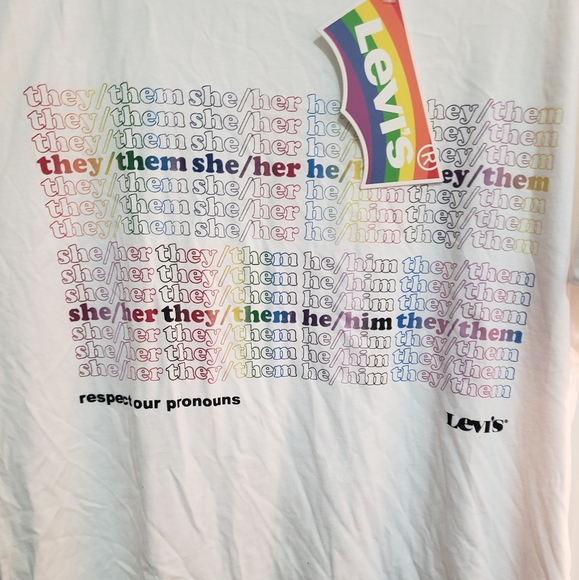 LEVI'S®
they/them she/her he/ they/them
they/them she/her he/ they/them
they/them she/her he/ they/them
they/them she/her he/h ey/them
they/them she/her he/him they/them
they/them she/her he/him they/them
they/them she/her he/him they/them
she/her they/them he/him they/them
she/her they/them he/him they/them
she/her they/them he/him they/them
she/her they/them he/him they/them
she/her they/them he/him they/them
she/her they/them he/him they/them
she/her they/them he/him they/them
respect our pronouns
Levi's®